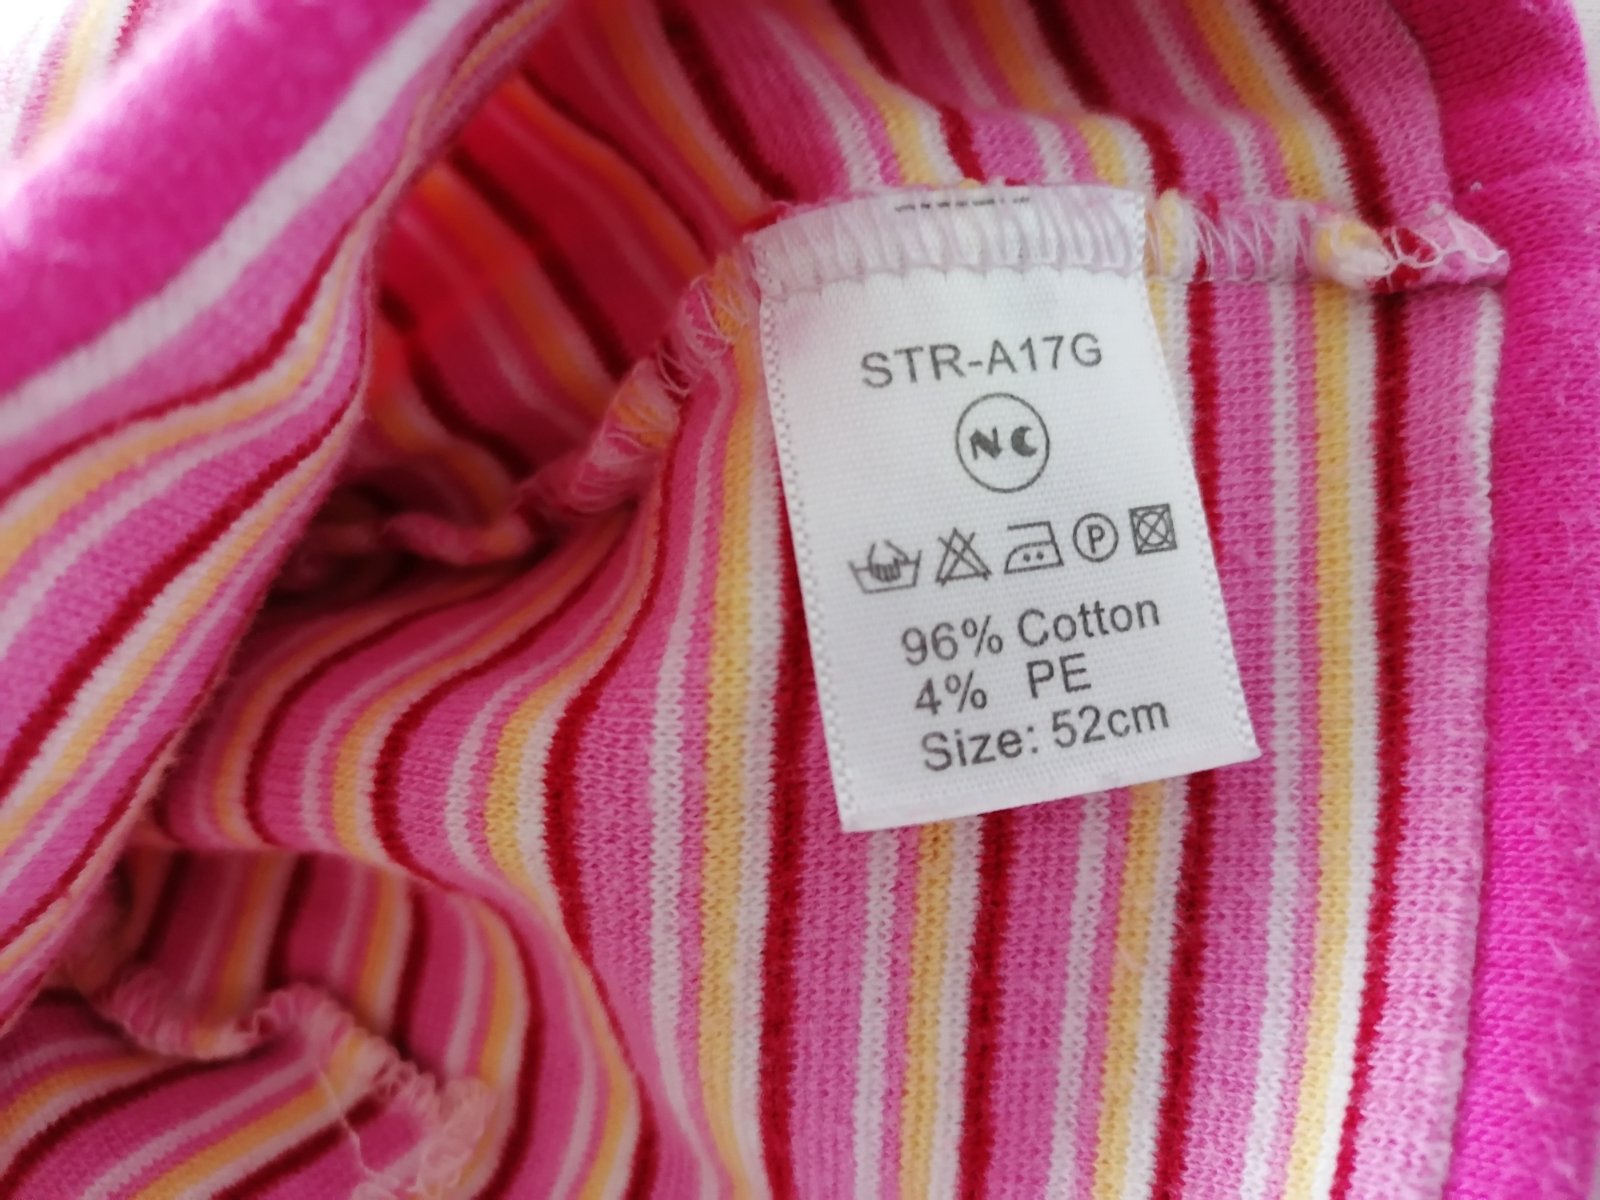 STR-A17G
NC
P
96% Cotton
4% PE
Size: 52cm